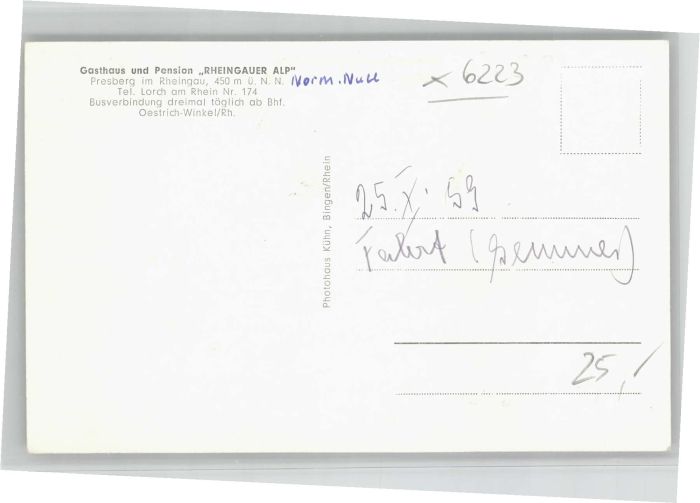 Gasthaus und Pension „RHEINGAUER ALP"
Presberg im Rheingau, 450 m ü. N. N. Norm. Null
Tel. Lorch am Rhein Nr. 174
Busverbindung dreimal täglich ab Bhf.
Oestrich-Winkel/Rh.
x 6223
Photohaus Kühn, Bingen/Rhein
25. X. 59
Fahrt
25,/